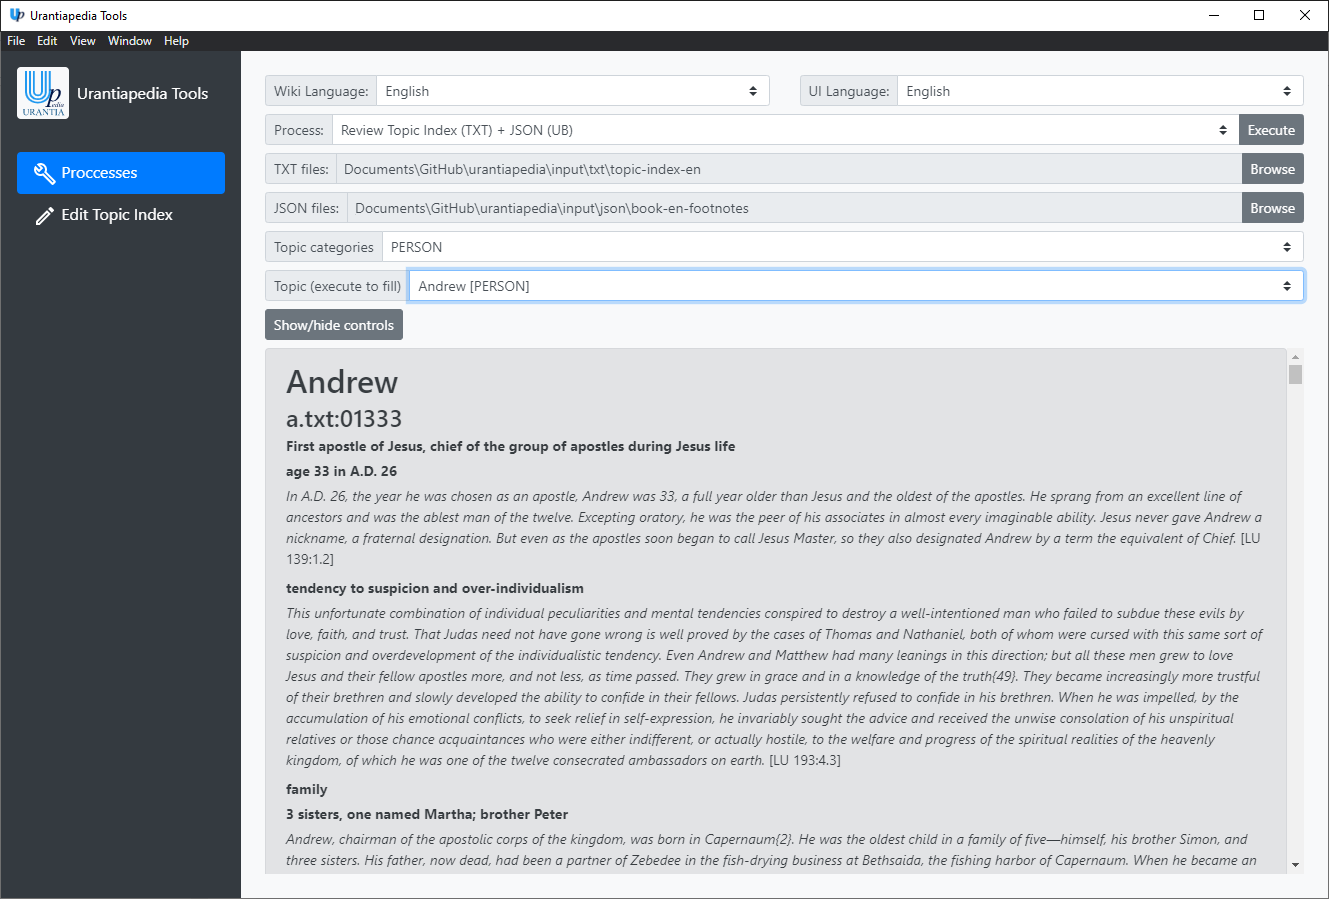 Urantiapedia Tools
File Edit View Window Help
Up
edia
URANTIA
Urantiapedia Tools
Proccesses
Edit Topic Index
Wiki Language: English
UI Language: English
Process: Review Topic Index (TXT) + JSON (UB) Execute
TXT files: Documents\GitHub\urantiapedia\input\txt\topic-index-en Browse
JSON files: Documents\GitHub\urantiapedia\input\json\book-en-footnotes Browse
Topic categories PERSON
Topic (execute to fill) Andrew [PERSON]
Show/hide controls
Andrew
a.txt:01333
First apostle of Jesus, chief of the group of apostles during Jesus life
age 33 in A.D. 26
In A.D. 26, the year he was chosen as an apostle, Andrew was 33, a full year older than Jesus and the oldest of the apostles. He sprang from an excellent line of
ancestors and was the ablest man of the twelve. Excepting oratory, he was the peer of his associates in almost every imaginable ability. Jesus never gave Andrew a
nickname, a fraternal designation. But even as the apostles soon began to call Jesus Master, so they also designated Andrew by a term the equivalent of Chief. [LU
139:1.2]
tendency to suspicion and over-individualism
This unfortunate combination of individual peculiarities and mental tendencies conspired to destroy a well-intentioned man who failed to subdue these evils by
love, faith, and trust. That Judas need not have gone wrong is well proved by the cases of Thomas and Nathaniel, both of whom were cursed with this same sort of
suspicion and overdevelopment of the individualistic tendency. Even Andrew and Matthew had many leanings in this direction; but all these men grew to love
Jesus and their fellow apostles more, and not less, as time passed. They grew in grace and in a knowledge of the truth{49}. They became increasingly more trustful
of their brethren and slowly developed the ability to confide in their fellows. Judas persistently refused to confide in his brethren. When he was impelled, by the
accumulation of his emotional conflicts, to seek relief in self-expression, he invariably sought the advice and received the unwise consolation of his unspiritual
relatives or those chance acquaintances who were either indifferent, or actually hostile, to the welfare and progress of the spiritual realities of the heavenly
kingdom, of which he was one of the twelve consecrated ambassadors on earth. [LU 193:4.3]
family
3 sisters, one named Martha; brother Peter
Andrew, chairman of the apostolic corps of the kingdom, was born in Capernaum{2}. He was the oldest child in a family of five—himself, his brother Simon, and
three sisters. His father, now dead, had been a partner of Zebedee in the fish-drying business at Bethsaida, the fishing harbor of Capernaum. When he became an